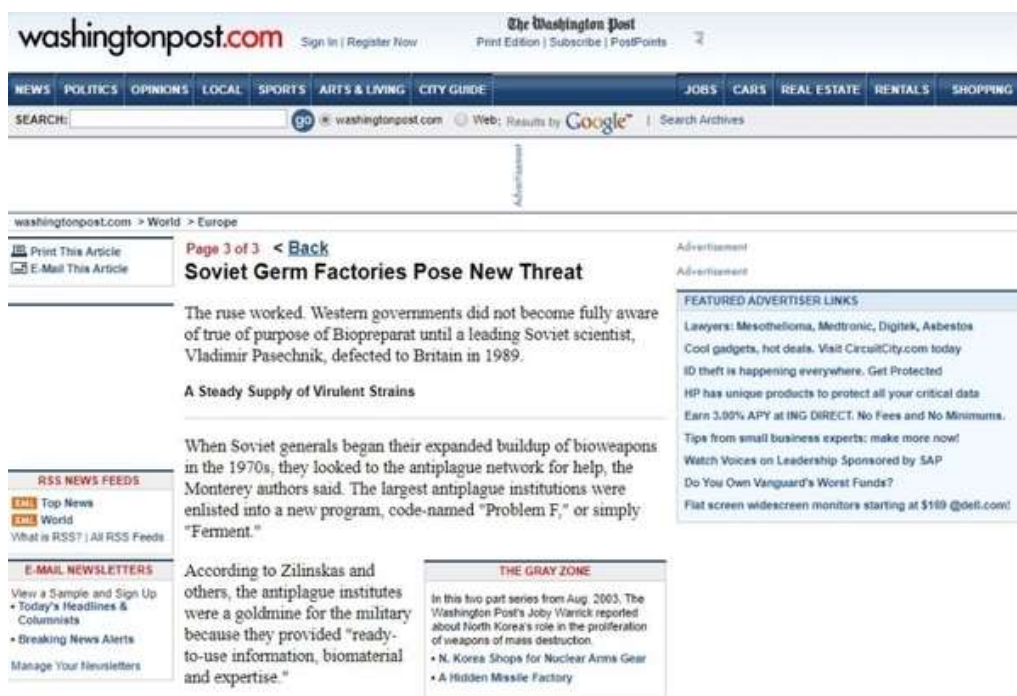 washingtonpost.com Sign In | Register Now
The Washington Post
Print Edition | Subscribe | PostPoints
NEWS POLITICS OPINIONS LOCAL SPORTS ARTS & LIVING CITY GUIDE JOBS CARS REAL ESTATE RENTALS SHOPPING
SEARCH: go washingtonpost.com Web: Results by Google™ | Search Archives
Advertisement
washingtonpost.com > World > Europe
Print This Article
E-Mail This Article
RSS NEWS FEEDS
XML Top News
XML World
What is RSS? | All RSS Feeds
E-MAIL NEWSLETTERS
View a Sample and Sign Up
• Today's Headlines &
Columnists
• Breaking News Alerts
Manage Your Newsletters
Page 3 of 3 < Back
Soviet Germ Factories Pose New Threat
The ruse worked. Western governments did not become fully aware
of true of purpose of Biopreparat until a leading Soviet scientist,
Vladimir Pasechnik, defected to Britain in 1989.
A Steady Supply of Virulent Strains
When Soviet generals began their expanded buildup of bioweapons
in the 1970s, they looked to the antiplague network for help, the
Monterey authors said. The largest antiplague institutions were
enlisted into a new program, code-named "Problem F," or simply
"Ferment."
According to Zilinskas and
others, the antiplague institutes
were a goldmine for the military
because they provided "ready-
to-use information, biomaterial
and expertise."
THE GRAY ZONE
In this two part series from Aug. 2003, The
Washington Post's Joby Warrick reported
about North Korea's role in the proliferation
of weapons of mass destruction.
• N. Korea Shops for Nuclear Arms Gear
• A Hidden Missile Factory
Advertisement
Advertisement
FEATURED ADVERTISER LINKS
Lawyers: Mesothelioma, Medtronic, Digitek, Asbestos
Cool gadgets, hot deals. Visit CircuitCity.com today
ID theft is happening everywhere. Get Protected
HP has unique products to protect all your critical data
Earn 3.00% APY at ING DIRECT. No Fees and No Minimums.
Tips from small business experts: make more now!
Watch Voices on Leadership Sponsored by SAP
Do You Own Vanguard's Worst Funds?
Flat screen widescreen monitors starting at $169 @dell.com!